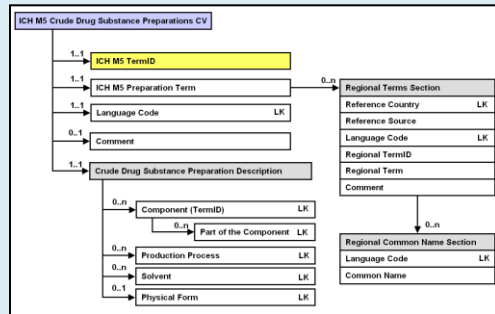 ICH M5 Crude Drug Substance Preparations CV
1..1
ICH M5 TermID
1..1
ICH M5 Preparation Term
0..n
Regional Terms Section
Reference Country LK
Reference Source
Language Code LK
Regional TermID
Regional Term
Comment
1..1
Language Code LK
0..1
Comment
1..1
Crude Drug Substance Preparation Description
0..n
Component (TermID) LK
0..n
Part of the Component LK
0..n
Production Process LK
0..n
Solvent LK
0..1
Physical Form LK
0..n
Regional Common Name Section
Language Code LK
Common Name